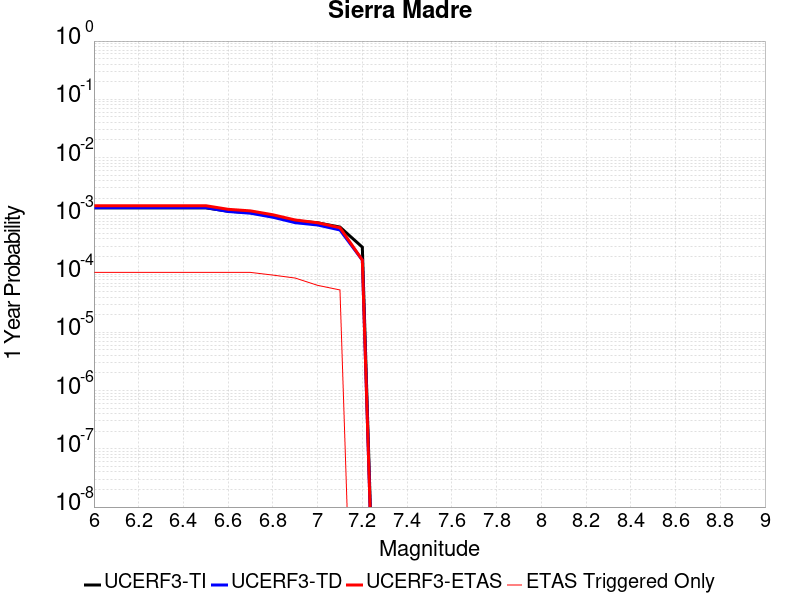 Sierra Madre
10^0
10^-1
10^-2
10^-3
10^-4
10^-5
10^-6
10^-7
10^-8
1 Year Probability
6 6.2 6.4 6.6 6.8 7 7.2 7.4 7.6 7.8 8 8.2 8.4 8.6 8.8 9
Magnitude
UCERF3-TI UCERF3-TD UCERF3-ETAS ETAS Triggered Only